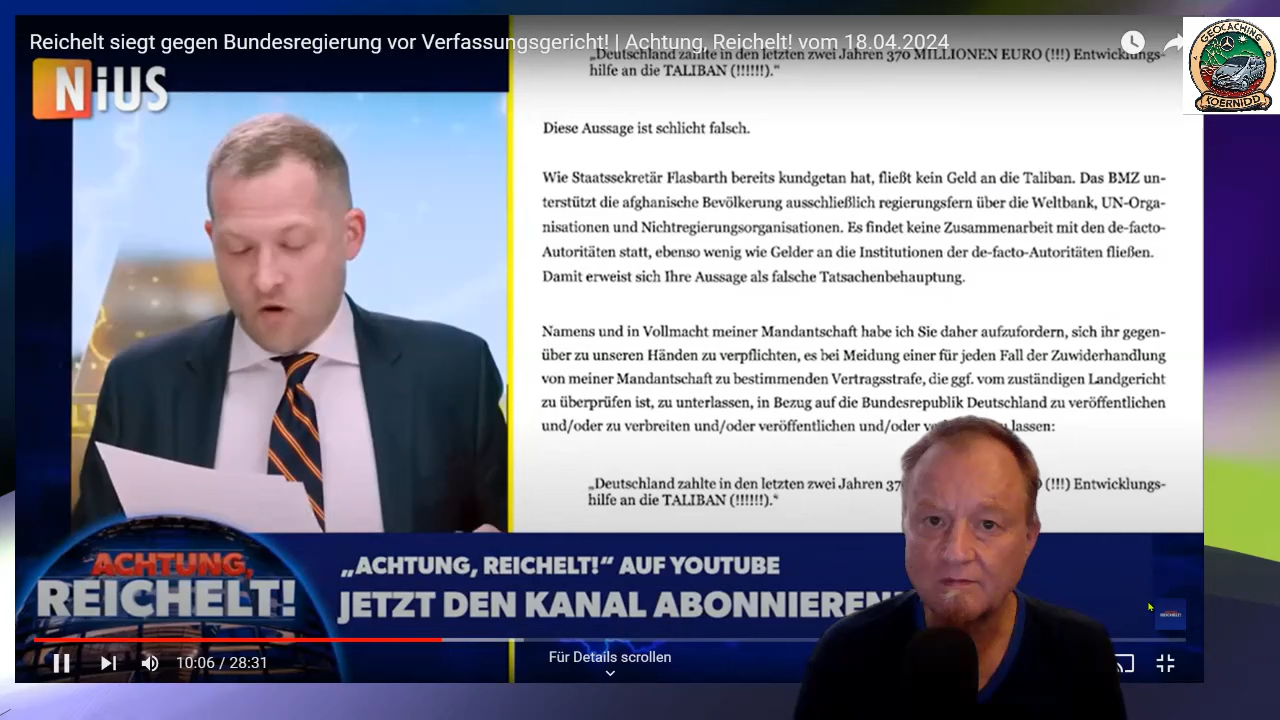 Reichelt siegt gegen Bundesregierung vor Verfassungsgericht! | Achtung, Reichelt! vom 18.04.2024
GEOCACHING
KOERNIDD
NiUS
„Deutschland zahlte in den letzten zwei Jahren 370 MILLIONEN EURO (!!!) Entwicklungs-
hilfe an die TALIBAN (!!!!!!)."
Diese Aussage ist schlicht falsch.
Wie Staatssekretär Flasbarth bereits kundgetan hat, fließt kein Geld an die Taliban. Das BMZ un-
terstützt die afghanische Bevölkerung ausschließlich regierungsfern über die Weltbank, UN-Orga-
nisationen und Nichtregierungsorganisationen. Es findet keine Zusammenarbeit mit den de-facto-
Autoritäten statt, ebenso wenig wie Gelder an die Institutionen der de-facto-Autoritäten fließen.
Damit erweist sich Ihre Aussage als falsche Tatsachenbehauptung.
Namens und in Vollmacht meiner Mandantschaft habe ich Sie daher aufzufordern, sich ihr gegen-
über zu unseren Händen zu verpflichten, es bei Meidung einer für jeden Fall der Zuwiderhandlung
von meiner Mandantschaft zu bestimmenden Vertragsstrafe, die ggf. vom zuständigen Landgericht
zu überprüfen ist, zu unterlassen, in Bezug auf die Bundesrepublik Deutschland zu veröffentlichen
und/oder zu verbreiten und/oder veröffentlichen und/oder lassen:
„Deutschland zahlte in den letzten zwei Jahren 37 (!!!) Entwicklungs-
hilfe an die TALIBAN (!!!!!!)."
ACHTUNG,
REICHELT!
„ACHTUNG, REICHELT!“ AUF YOUTUBE
JETZT DEN KANAL ABONNIEREN!
10:06 / 28:31
Für Details scrollen